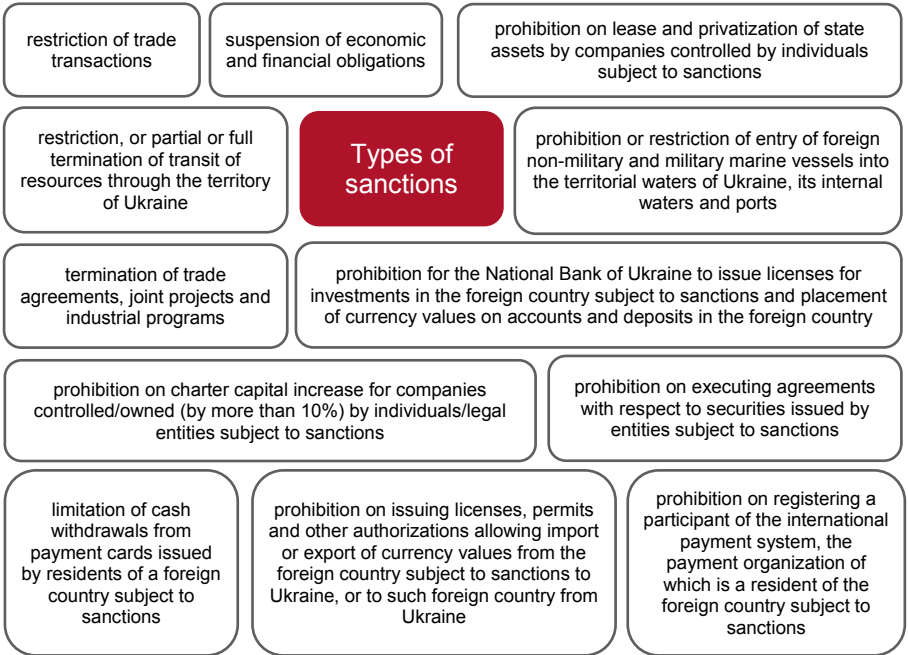 restriction of trade
transactions
suspension of economic
and financial obligations
prohibition on lease and privatization of state
assets by companies controlled by individuals
subject to sanctions
restriction, or partial or full
termination of transit of
resources through the territory
of Ukraine
Types of
sanctions
prohibition or restriction of entry of foreign
non-military and military marine vessels into
the territorial waters of Ukraine, its internal
waters and ports
termination of trade
agreements, joint projects and
industrial programs
prohibition for the National Bank of Ukraine to issue licenses for
investments in the foreign country subject to sanctions and placement
of currency values on accounts and deposits in the foreign country
prohibition on charter capital increase for companies
controlled/owned (by more than 10%) by individuals/legal
entities subject to sanctions
prohibition on executing agreements
with respect to securities issued by
entities subject to sanctions
limitation of cash
withdrawals from
payment cards issued
by residents of a foreign
country subject to
sanctions
prohibition on issuing licenses, permits
and other authorizations allowing import
or export of currency values from the
foreign country subject to sanctions to
Ukraine, or to such foreign country from
Ukraine
prohibition on registering a
participant of the international
payment system, the
payment organization of
which is a resident of the
foreign country subject to
sanctions